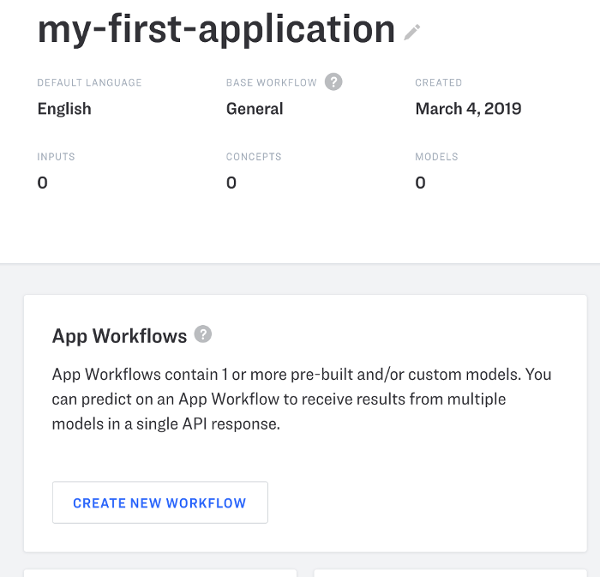 my-first-application
DEFAULT LANGUAGE BASE WORKFLOW ? CREATED
English General March 4, 2019
INPUTS CONCEPTS MODELS
0 0 0
App Workflows ?
App Workflows contain 1 or more pre-built and/or custom models. You
can predict on an App Workflow to receive results from multiple
models in a single API response.
CREATE NEW WORKFLOW